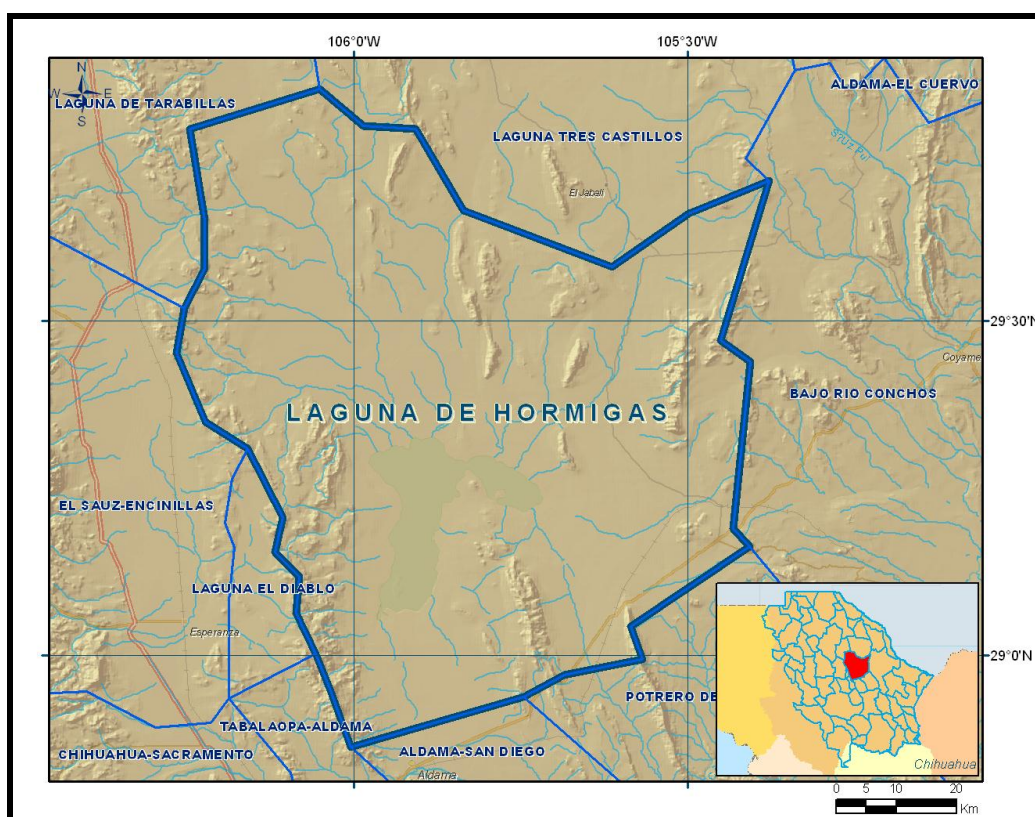 106°0'W
105°30'W
N
W
E
S
LAGUNA DE TARABILLAS
ALDAMA-EL CUERVO
LAGUNA TRES CASTILLOS
El Jabalí
29°30'N
Coyame
BAJO RIO CONCHOS
LAGUNA DE HORMIGAS
EL SAUZ-ENCINILLAS
LAGUNA EL DIABLO
Esperanza
29°0'N
POTRERO DE
TABALAOPA-ALDAMA
CHIHUAHUA-SACRAMENTO
ALDAMA-SAN DIEGO
Aldama
Chihuahua
0 5 10 20
Km